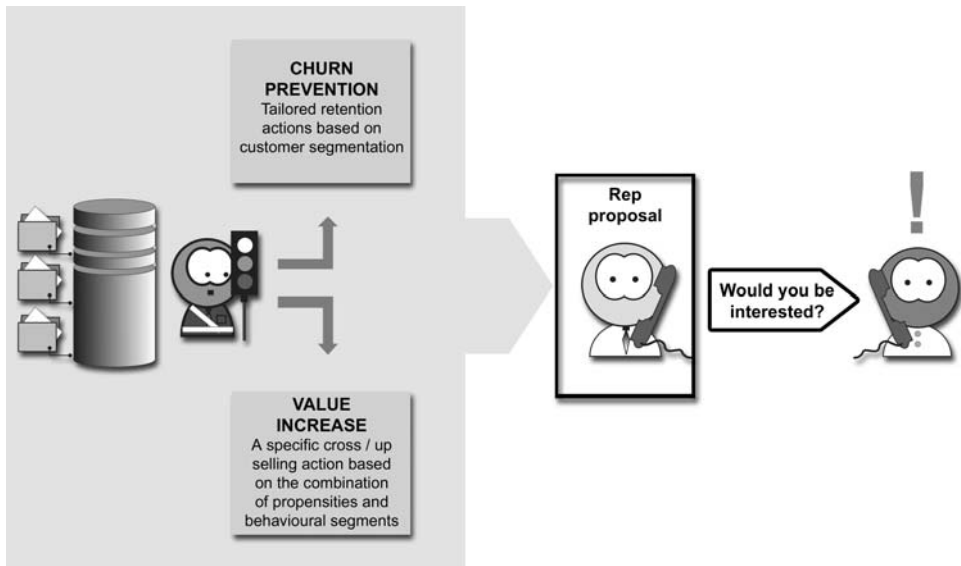 CHURN
PREVENTION
Tailored retention
actions based on
customer segmentation
Rep
proposal
Would you be
interested?
!
VALUE
INCREASE
A specific cross / up
selling action based
on the combination
of propensities and
behavioural segments